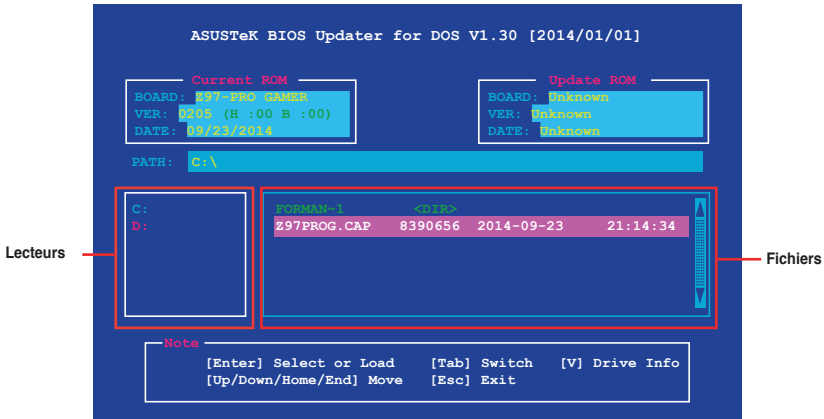 ASUSTeK BIOS Updater for DOS V1.30 [2014/01/01]
Current ROM
BOARD: Z97-PRO GAMER
VER: 0205 (H :00 B :00)
DATE: 09/23/2014
Update ROM
BOARD: Unknown
VER: Unknown
DATE: Unknown
PATH: C:\
Lecteurs
C:
D:
FORMAN~1 <DIR>
Z97PROG.CAP 8390656 2014-09-23 21:14:34
Fichiers
Note
[Enter] Select or Load [Tab] Switch [V] Drive Info
[Up/Down/Home/End] Move [Esc] Exit